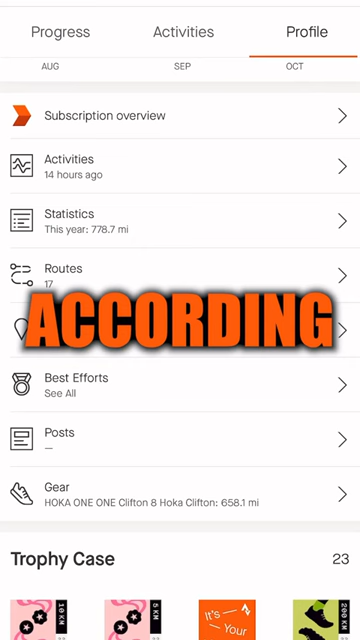 Progress
Activities
Profile
AUG
SEP
OCT
Subscription overview
Activities
14 hours ago
Statistics
This year: 778.7 mi
Routes
17
ACCORDING
Best Efforts
See All
Posts
—
Gear
HOKA ONE ONE Clifton 8 Hoka Clifton: 658.1 mi
Trophy Case
23
10 KM
5 KM
It's —
— Your
200 KM